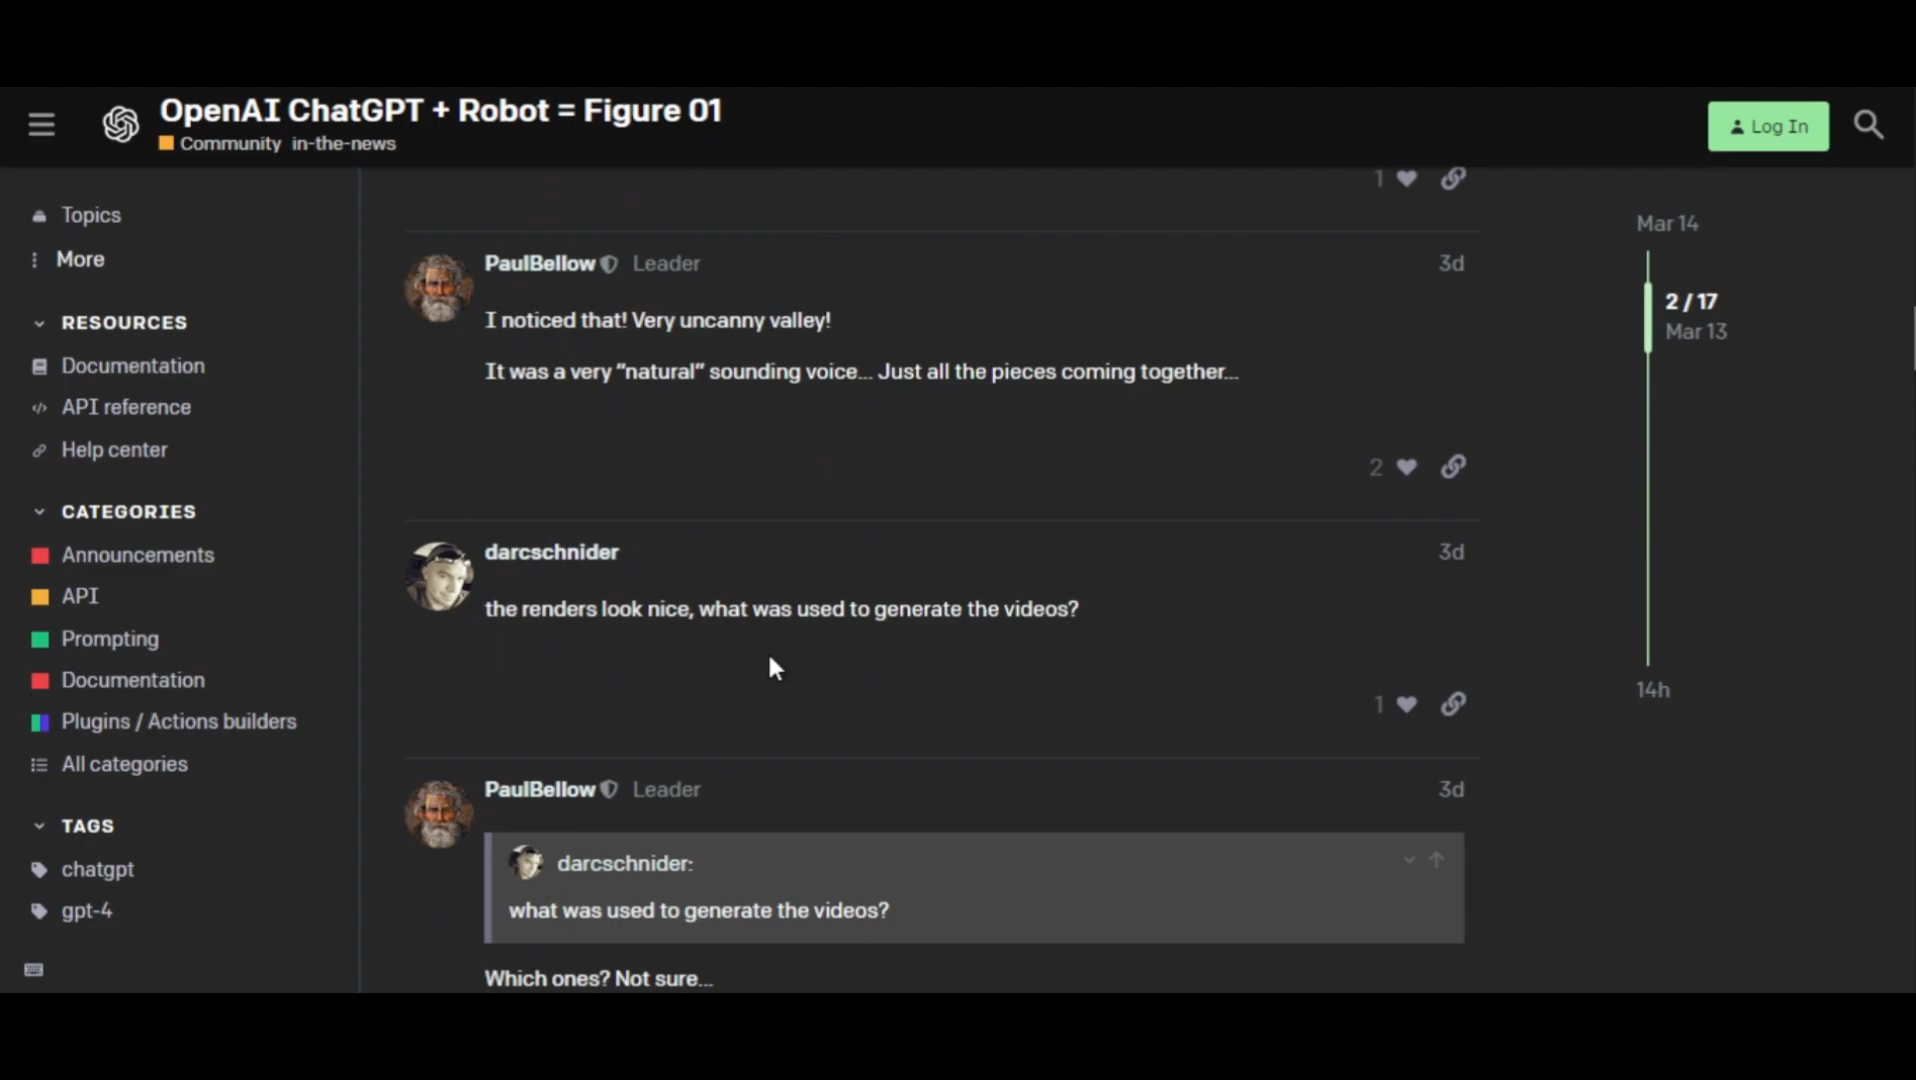 OpenAI ChatGPT + Robot = Figure 01
Community in-the-news
Log In
Topics
More
RESOURCES
Documentation
API reference
Help center
CATEGORIES
Announcements
API
Prompting
Documentation
Plugins / Actions builders
All categories
TAGS
chatgpt
gpt-4
1
PaulBellow Leader 3d
I noticed that! Very uncanny valley!
It was a very “natural” sounding voice... Just all the pieces coming together...
2
darcschnider 3d
the renders look nice, what was used to generate the videos?
1
PaulBellow Leader 3d
darcschnider:
what was used to generate the videos?
Which ones? Not sure...
Mar 14
2 / 17
Mar 13
14h